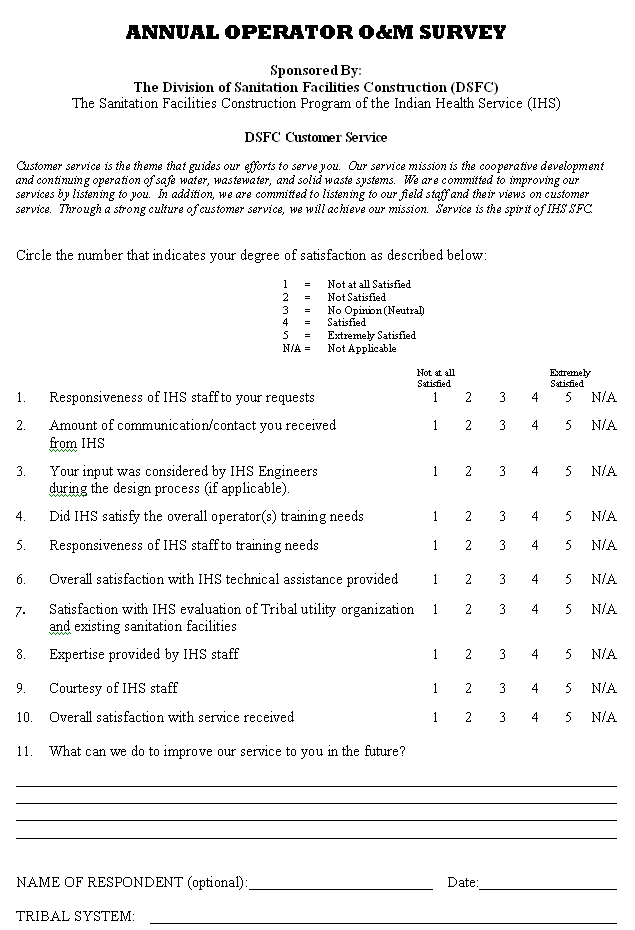 ANNUAL OPERATOR O&M SURVEY
Sponsored By:
The Division of Sanitation Facilities Construction (DSFC)
The Sanitation Facilities Construction Program of the Indian Health Service (IHS)
DSFC Customer Service
Customer service is the theme that guides our efforts to serve you. Our service mission is the cooperative development
and continuing operation of safe water, wastewater, and solid waste systems. We are committed to improving our
services by listening to you. In addition, we are committed to listening to our field staff and their views on customer
service. Through a strong culture of customer service, we will achieve our mission. Service is the spirit of IHS SFC.
Circle the number that indicates your degree of satisfaction as described below:
1 = Not at all Satisfied
2 = Not Satisfied
3 = No Opinion (Neutral)
4 = Satisfied
5 = Extremely Satisfied
N/A = Not Applicable
Not at all Extremely
Satisfied Satisfied
1. Responsiveness of IHS staff to your requests 1 2 3 4 5 N/A
2. Amount of communication/contact you received 1 2 3 4 5 N/A
from IHS
3. Your input was considered by IHS Engineers 1 2 3 4 5 N/A
during the design process (if applicable).
4. Did IHS satisfy the overall operator(s) training needs 1 2 3 4 5 N/A
5. Responsiveness of IHS staff to training needs 1 2 3 4 5 N/A
6. Overall satisfaction with IHS technical assistance provided 1 2 3 4 5 N/A
7. Satisfaction with IHS evaluation of Tribal utility organization 1 2 3 4 5 N/A
and existing sanitation facilities
8. Expertise provided by IHS staff 1 2 3 4 5 N/A
9. Courtesy of IHS staff 1 2 3 4 5 N/A
10. Overall satisfaction with service received 1 2 3 4 5 N/A
11. What can we do to improve our service to you in the future?
NAME OF RESPONDENT (optional): Date:
TRIBAL SYSTEM: